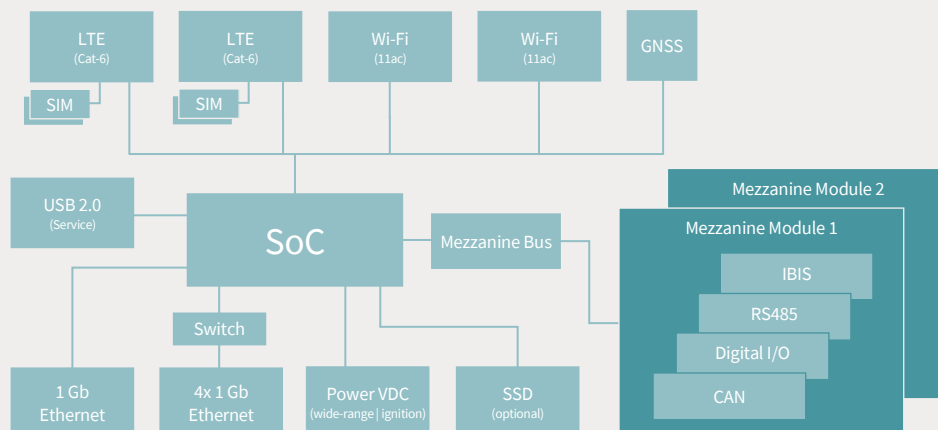 LTE
(Cat-6)
LTE
(Cat-6)
Wi-Fi
(11ac)
Wi-Fi
(11ac)
GNSS
SIM
SIM
USB 2.0
(Service)
SoC
Mezzanine Bus
Mezzanine Module 2
Mezzanine Module 1
IBIS
RS485
Digital I/O
CAN
Switch
1 Gb
Ethernet
4x 1 Gb
Ethernet
Power VDC
(wide-range | ignition)
SSD
(optional)